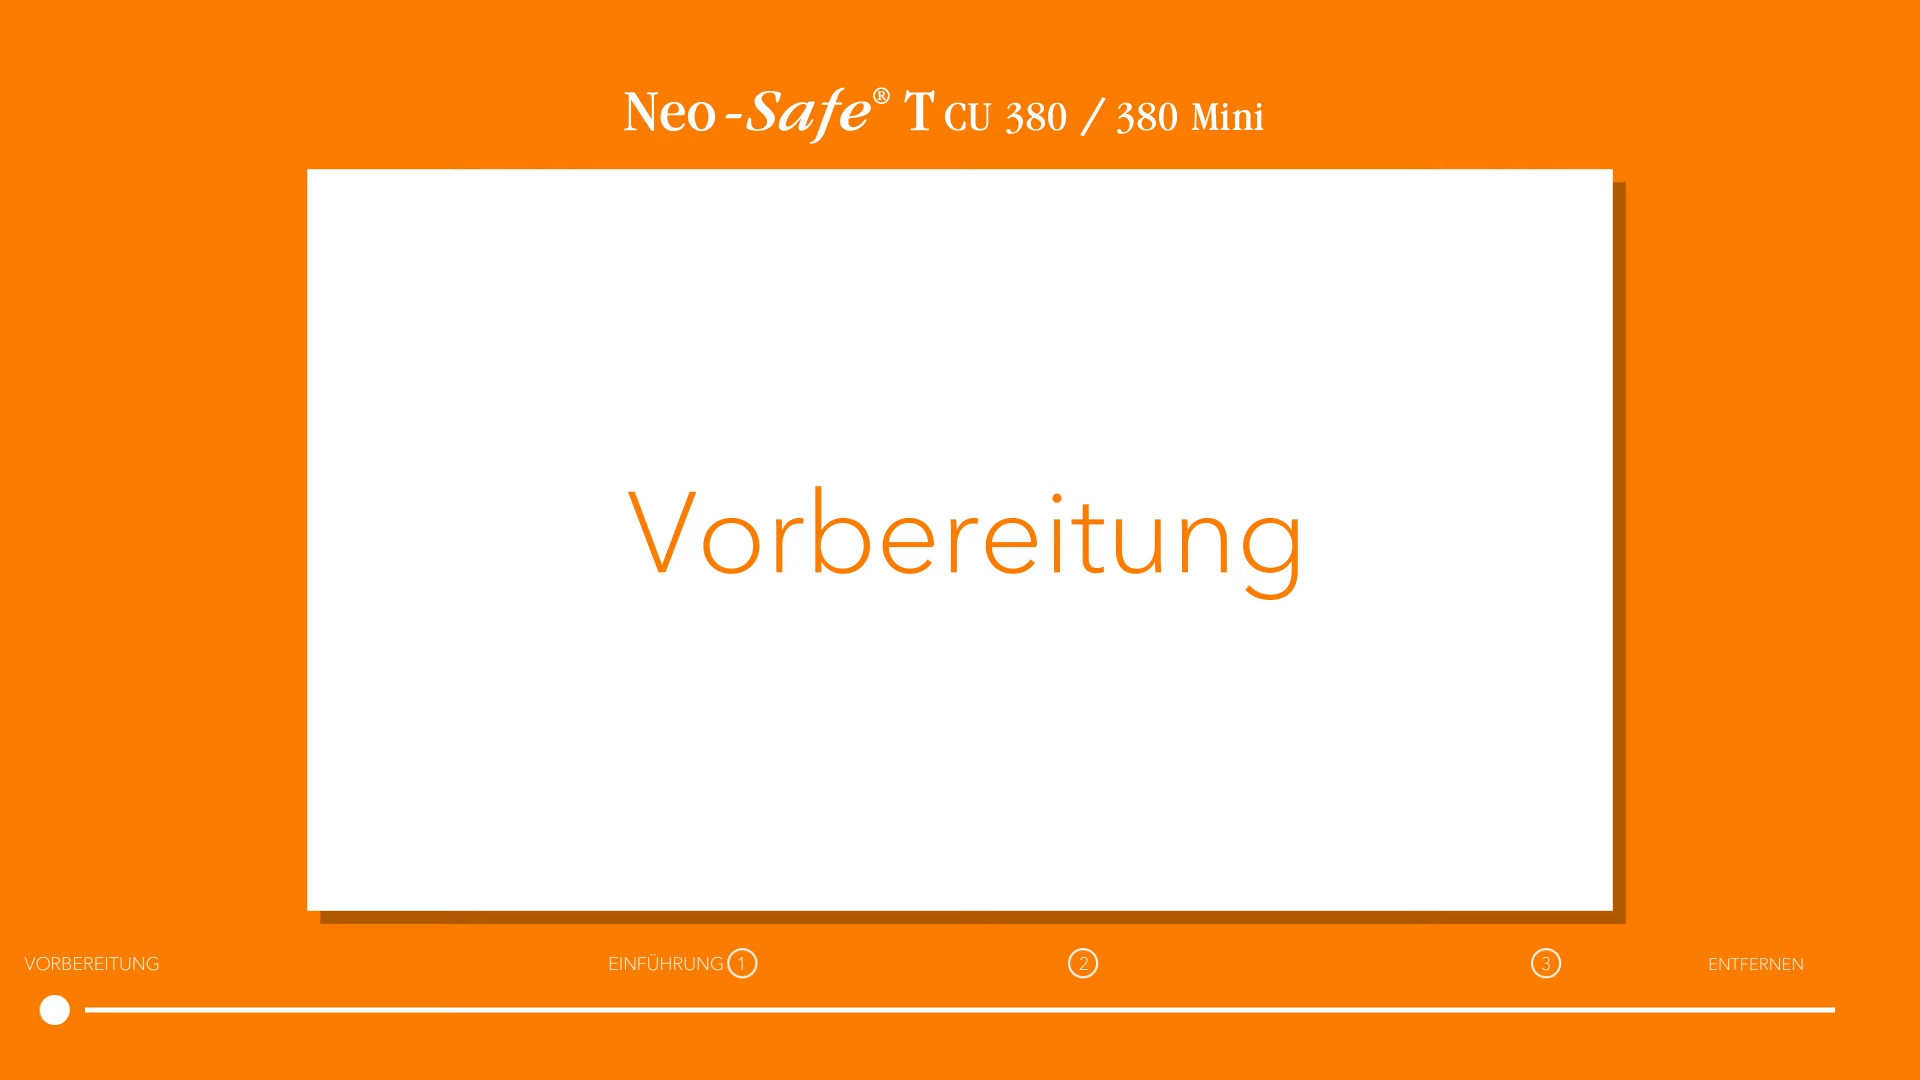 Neo-Safe® T CU 380 / 380 Mini
Vorbereitung
VORBEREITUNG EINFÜHRUNG 1 2 3 ENTFERNEN